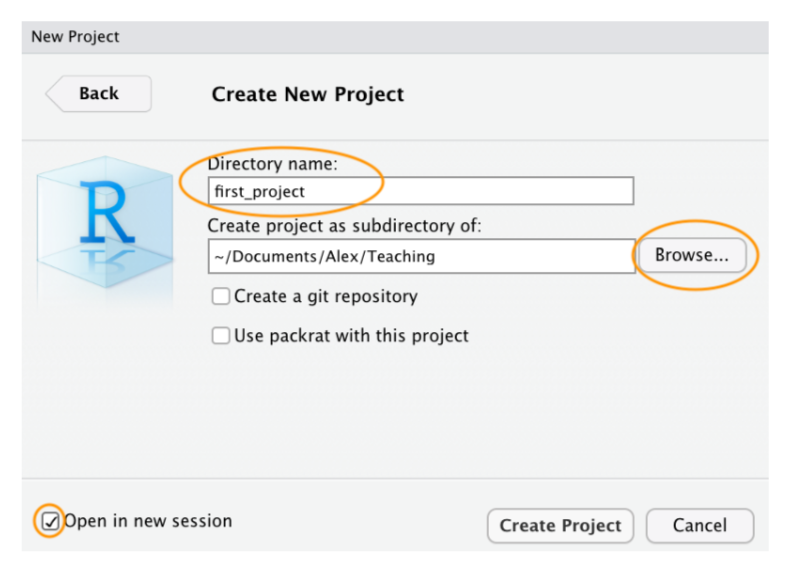 New Project
Back
Create New Project
R
Directory name:
first_project
Create project as subdirectory of:
~/Documents/Alex/Teaching
Browse...
Create a git repository
Use packrat with this project
Open in new session
Create Project
Cancel